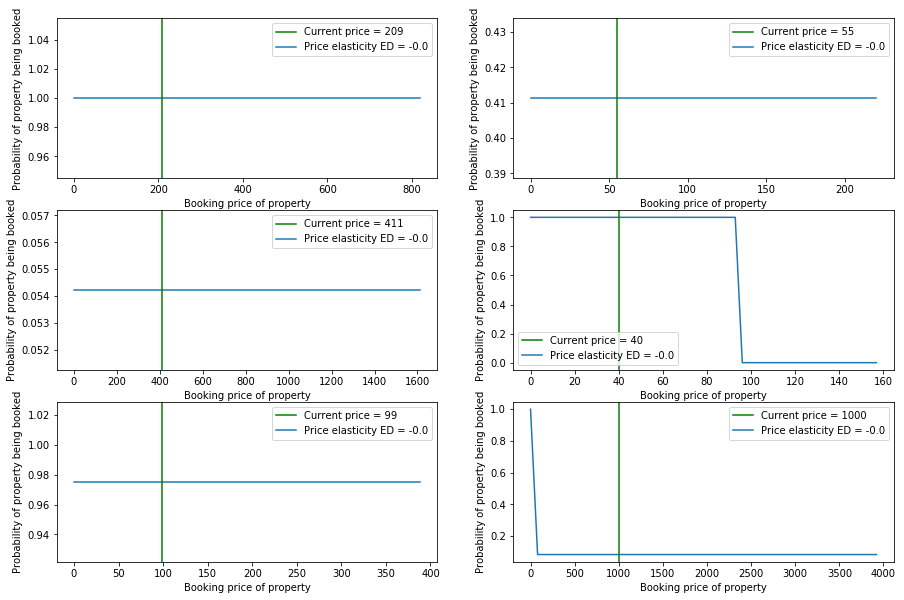 Probability of property being booked
1.04
1.02
1.00
0.98
0.96
Current price = 209
Price elasticity ED = -0.0
0 200 400 600 800
Booking price of property
Probability of property being booked
0.43
0.42
0.41
0.40
0.39
Current price = 55
Price elasticity ED = -0.0
0 50 100 150 200
Booking price of property
Probability of property being booked
0.057
0.056
0.055
0.054
0.053
0.052
Current price = 411
Price elasticity ED = -0.0
0 200 400 600 800 1000 1200 1400 1600
Booking price of property
Probability of property being booked
1.0
0.8
0.6
0.4
0.2
0.0
Current price = 40
Price elasticity ED = -0.0
0 20 40 60 80 100 120 140 160
Booking price of property
Probability of property being booked
1.02
1.00
0.98
0.96
0.94
Current price = 99
Price elasticity ED = -0.0
0 50 100 150 200 250 300 350 400
Booking price of property
Probability of property being booked
1.0
0.8
0.6
0.4
0.2
Current price = 1000
Price elasticity ED = -0.0
0 500 1000 1500 2000 2500 3000 3500 4000
Booking price of property